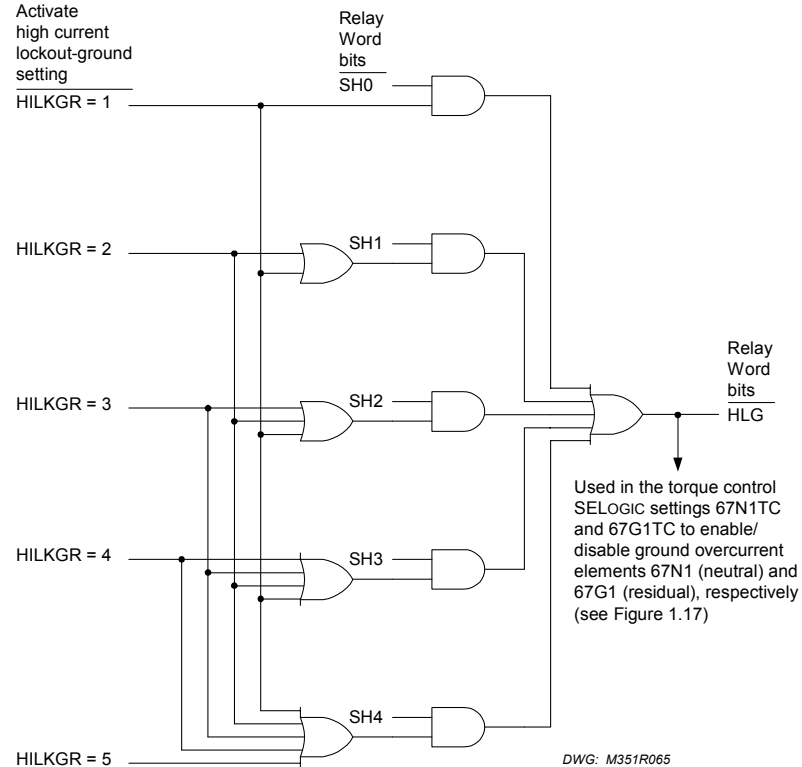 Activate
high current
lockout-ground
setting
HILKGR = 1
Relay
Word
bits
SH0
HILKGR = 2
SH1
HILKGR = 3
SH2
Relay
Word
bits
HLG
Used in the torque control
SELOGIC settings 67N1TC
and 67G1TC to enable/
disable ground overcurrent
elements 67N1 (neutral) and
67G1 (residual), respectively
(see Figure 1.17)
HILKGR = 4
SH3
SH4
HILKGR = 5
DWG: M351R065